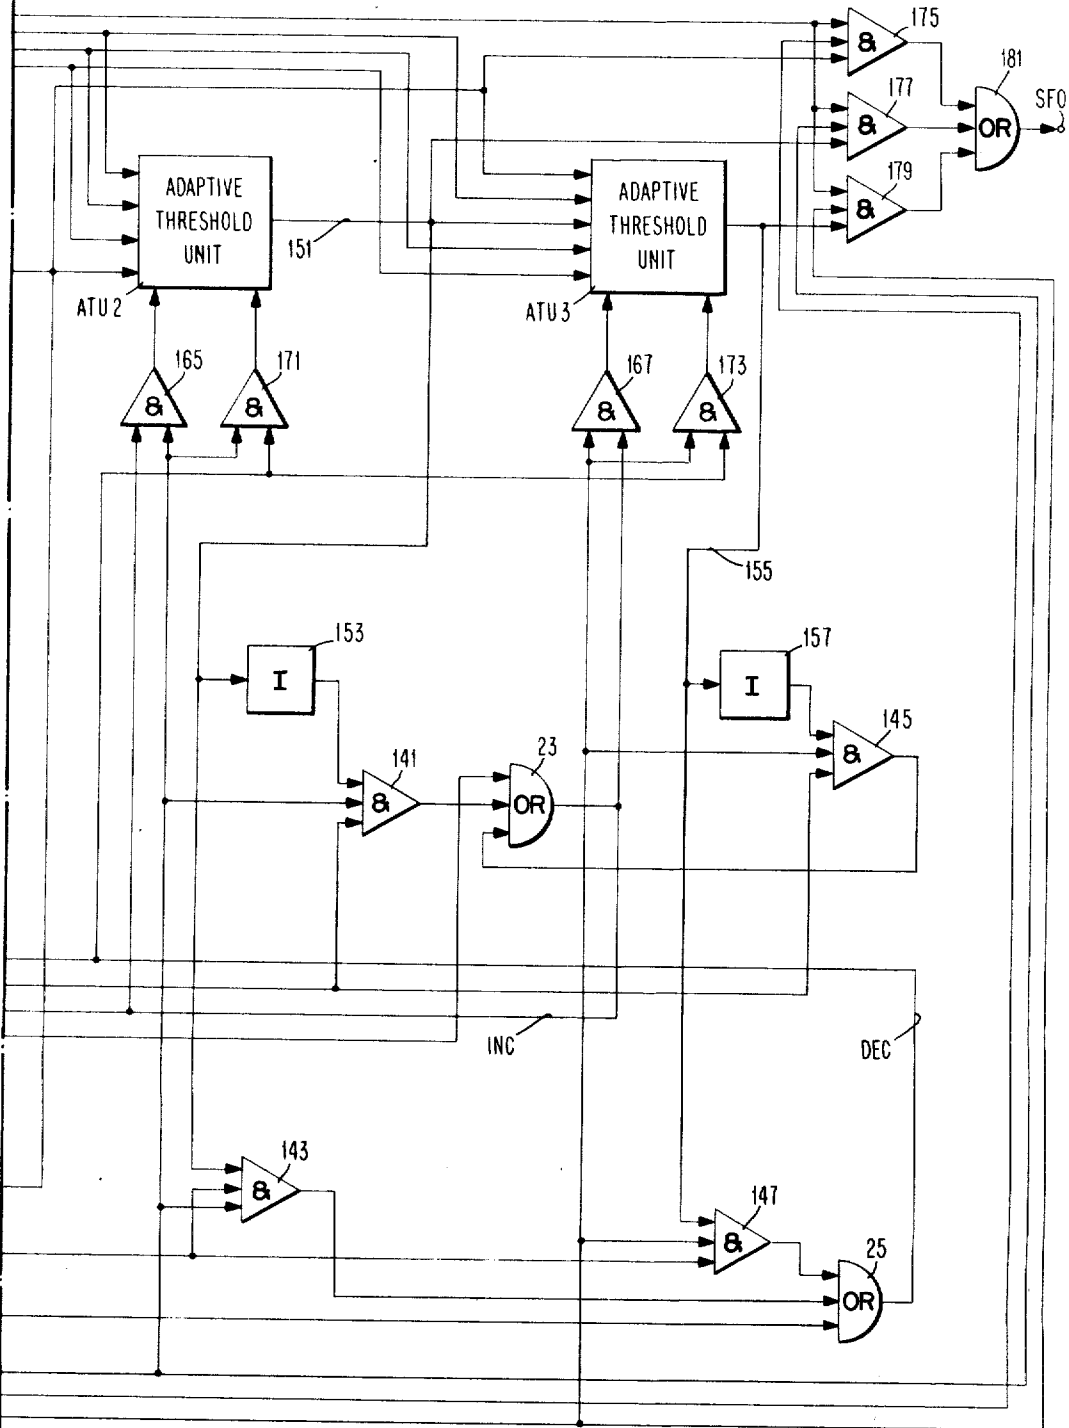 175
&
181
SFO
177
&
OR
179
&
ADAPTIVE
THRESHOLD
UNIT
151
ADAPTIVE
THRESHOLD
UNIT
ATU 2
ATU 3
165
&
171
&
167
&
173
&
155
153
I
157
I
145
&
141
&
23
OR
INC
DEC
143
&
147
&
25
OR